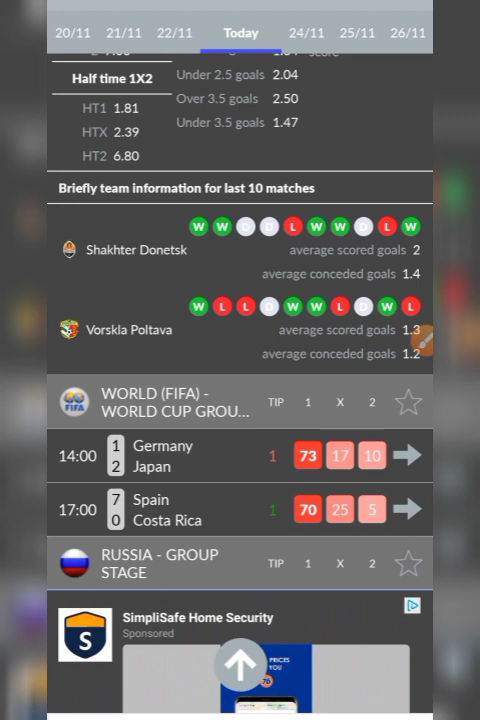 20/11 21/11 22/11 Today 24/11 25/11 26/11
score
Half time 1X2 Under 2.5 goals 2.04
HT1 1.81 Over 3.5 goals 2.50
HTX 2.39 Under 3.5 goals 1.47
HT2 6.80
Briefly team information for last 10 matches
W W D D L W W D L W
Shakhter Donetsk average scored goals 2
average conceded goals 1.4
W L L D W W L D W L
Vorskla Poltava average scored goals 1.3
average conceded goals 1.2
FIFA WORLD (FIFA) - WORLD CUP GROU... TIP 1 X 2
14:00 1 Germany 1 73 17 10
2 Japan
17:00 7 Spain 1 70 25 5
0 Costa Rica
RUSSIA - GROUP STAGE TIP 1 X 2
S SimpliSafe Home Security
Sponsored
PRICES
YOU